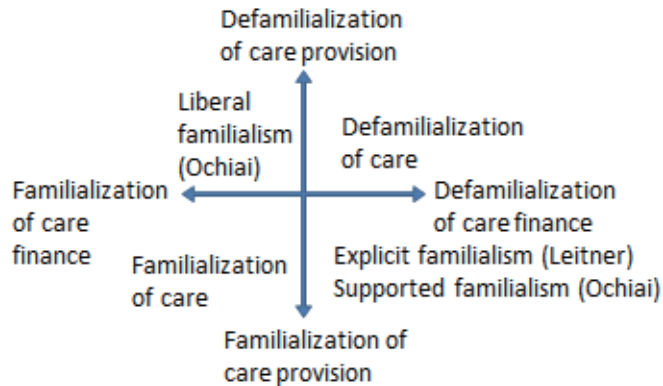 Defamilialization
of care provision
Liberal
familialism
(Ochiai)
Defamilialization
of care
Familialization
of care
finance
Defamilialization
of care finance
Familialization
of care
Explicit familialism (Leitner)
Supported familialism (Ochiai)
Familialization of
care provision